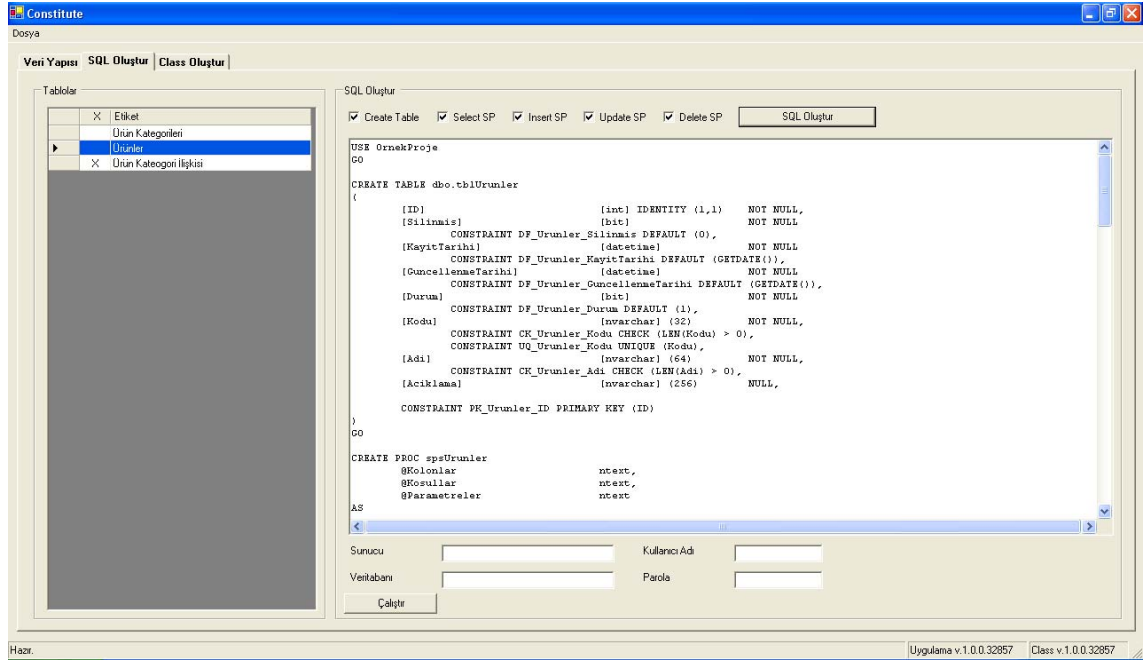 Constitute
Dosya
Veri Yapısı SQL Oluştur Class Oluştur
Tablolar
X Etiket
Ürün Kategorileri
Ürünler
X Ürün Kateogori İlişkisi
SQL Oluştur
Create Table Select SP Insert SP Update SP Delete SP SQL Oluştur
USE OrnekProje
GO
CREATE TABLE dbo.tblUrunler
(
[ID] [int] IDENTITY (1,1) NOT NULL,
[Silinmis] [bit] NOT NULL
CONSTRAINT DF_Urunler_Silinmis DEFAULT (0),
[KayitTarihi] [datetime] NOT NULL
CONSTRAINT DF_Urunler_KayitTarihi DEFAULT (GETDATE()),
[GuncellenmeTarihi] [datetime] NOT NULL
CONSTRAINT DF_Urunler_GuncellenmeTarihi DEFAULT (GETDATE()),
[Durum] [bit] NOT NULL
CONSTRAINT DF_Urunler_Durum DEFAULT (1),
[Kodu] [nvarchar] (32) NOT NULL,
CONSTRAINT CK_Urunler_Kodu CHECK (LEN(Kodu) > 0),
CONSTRAINT UQ_Urunler_Kodu UNIQUE (Kodu),
[Adi] [nvarchar] (64) NOT NULL,
CONSTRAINT CK_Urunler_Adi CHECK (LEN(Adi) > 0),
[Aciklama] [nvarchar] (256) NULL,
CONSTRAINT PK_Urunler_ID PRIMARY KEY (ID)
)
GO
CREATE PROC spsUrunler
@Kolonlar ntext,
@Kosullar ntext,
@Parametreler ntext
AS
Sunucu Kullanıcı Adı
Veritabanı Parola
Çalıştır
Hazır. Uygulama v.1.0.0.32857 Class v.1.0.0.32857